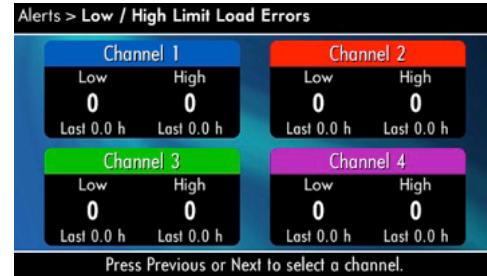 Alerts > Low / High Limit Load Errors
Channel 1
Low High
0 0
Last 0.0 h Last 0.0 h
Channel 2
Low High
0 0
Last 0.0 h Last 0.0 h
Channel 3
Low High
0 0
Last 0.0 h Last 0.0 h
Channel 4
Low High
0 0
Last 0.0 h Last 0.0 h
Press Previous or Next to select a channel.